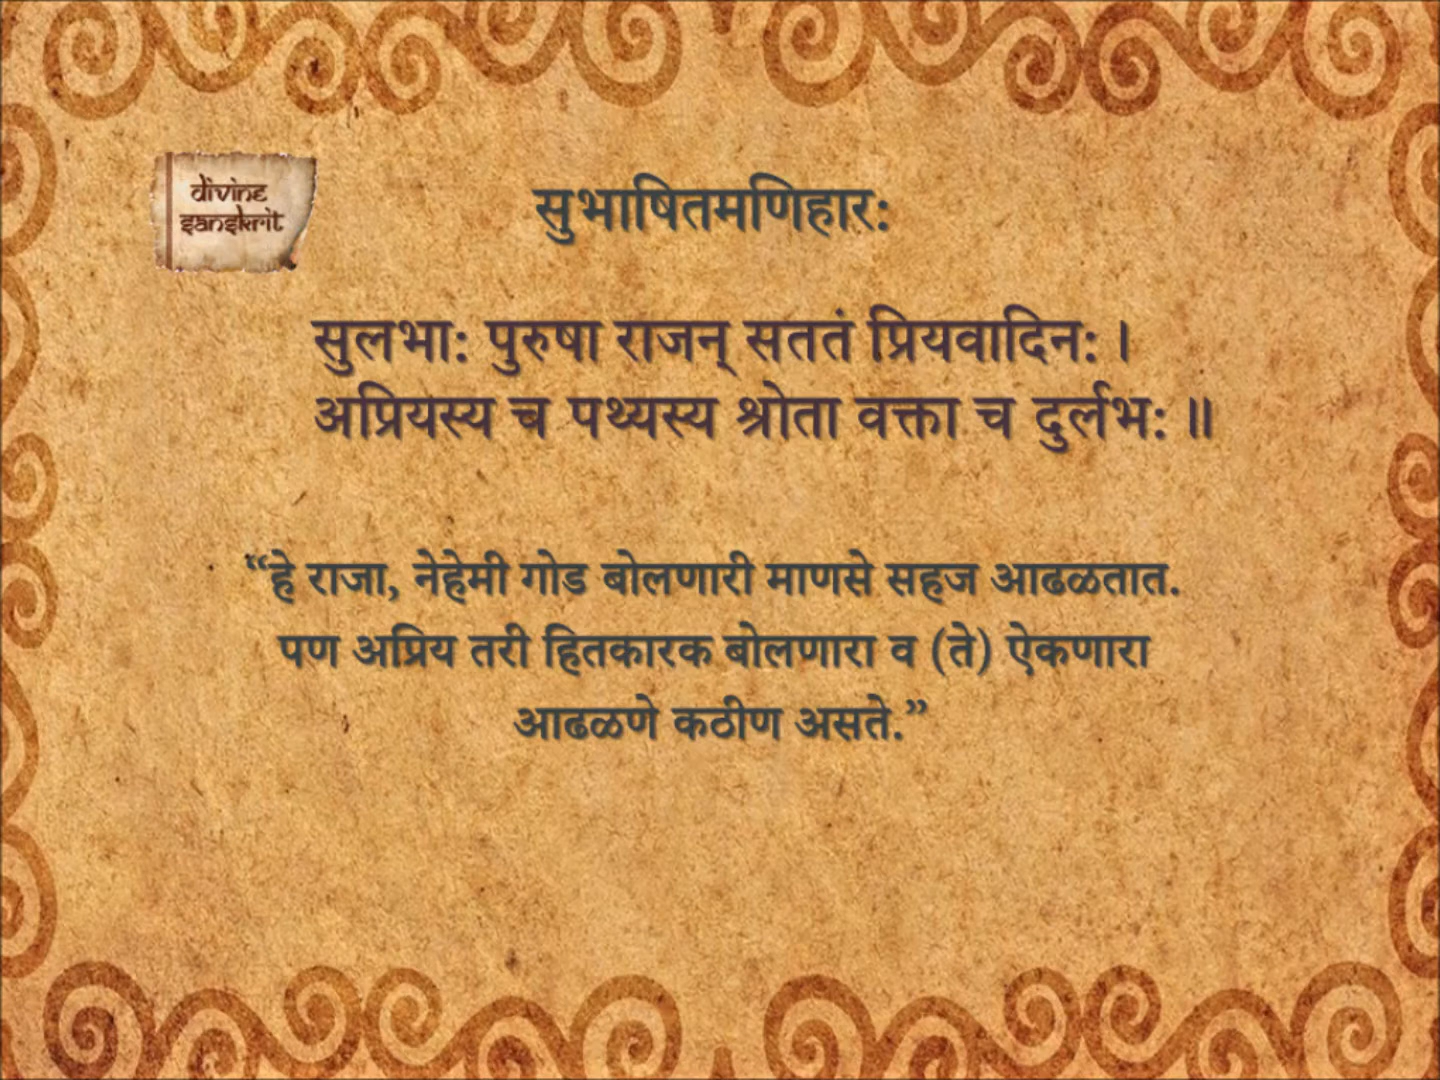 divine
sanskrit
सुभाषितमणिहार:
सुलभा: पुरुषा राजन् सततं प्रियवादिन: ।
अप्रियस्य च पथ्यस्य श्रोता वक्ता च दुर्लभ: ॥
“हे राजा, नेहेमी गोड बोलणारी माणसे सहज आढळतात.
पण अप्रिय तरी हितकारक बोलणारा व (ते) ऐकणारा
आढळणे कठीण असते.”